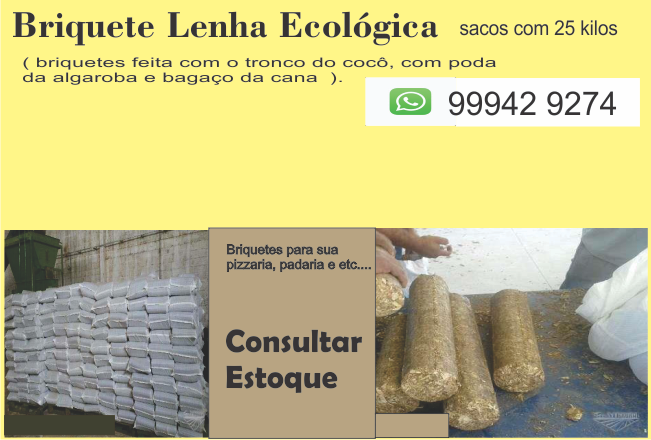 Briquete Lenha Ecológica sacos com 25 kilos
( briquetes feita com o tronco do cocô, com poda
da algaroba e bagaço da cana ).
99942 9274
Briquetes para sua
pizzaria, padaria e etc....
Consultar
Estoque